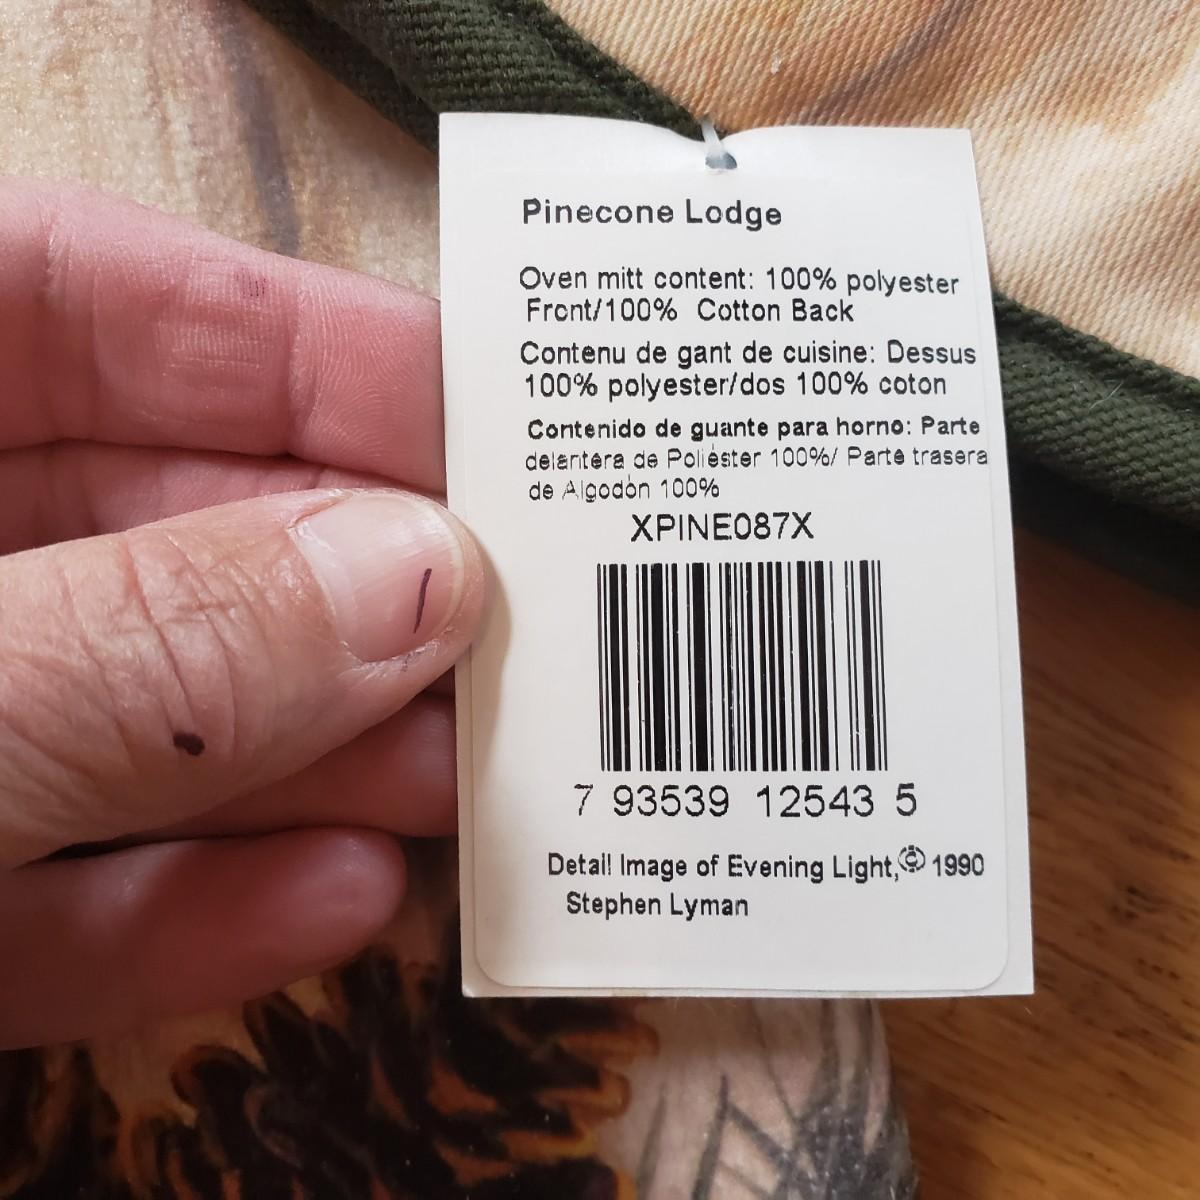 Pinecone Lodge
Oven mitt content: 100% polyester
Front/100% Cotton Back
Contenu de gant de cuisine: Dessus
100% polyester/dos 100% coton
Contenido de guante para horno: Parte
delantera de Poliéster 100%/ Parte trasera
de Algodón 100%
XPINE087X
7 93539 12543 5
Detail Image of Evening Light,© 1990
Stephen Lyman